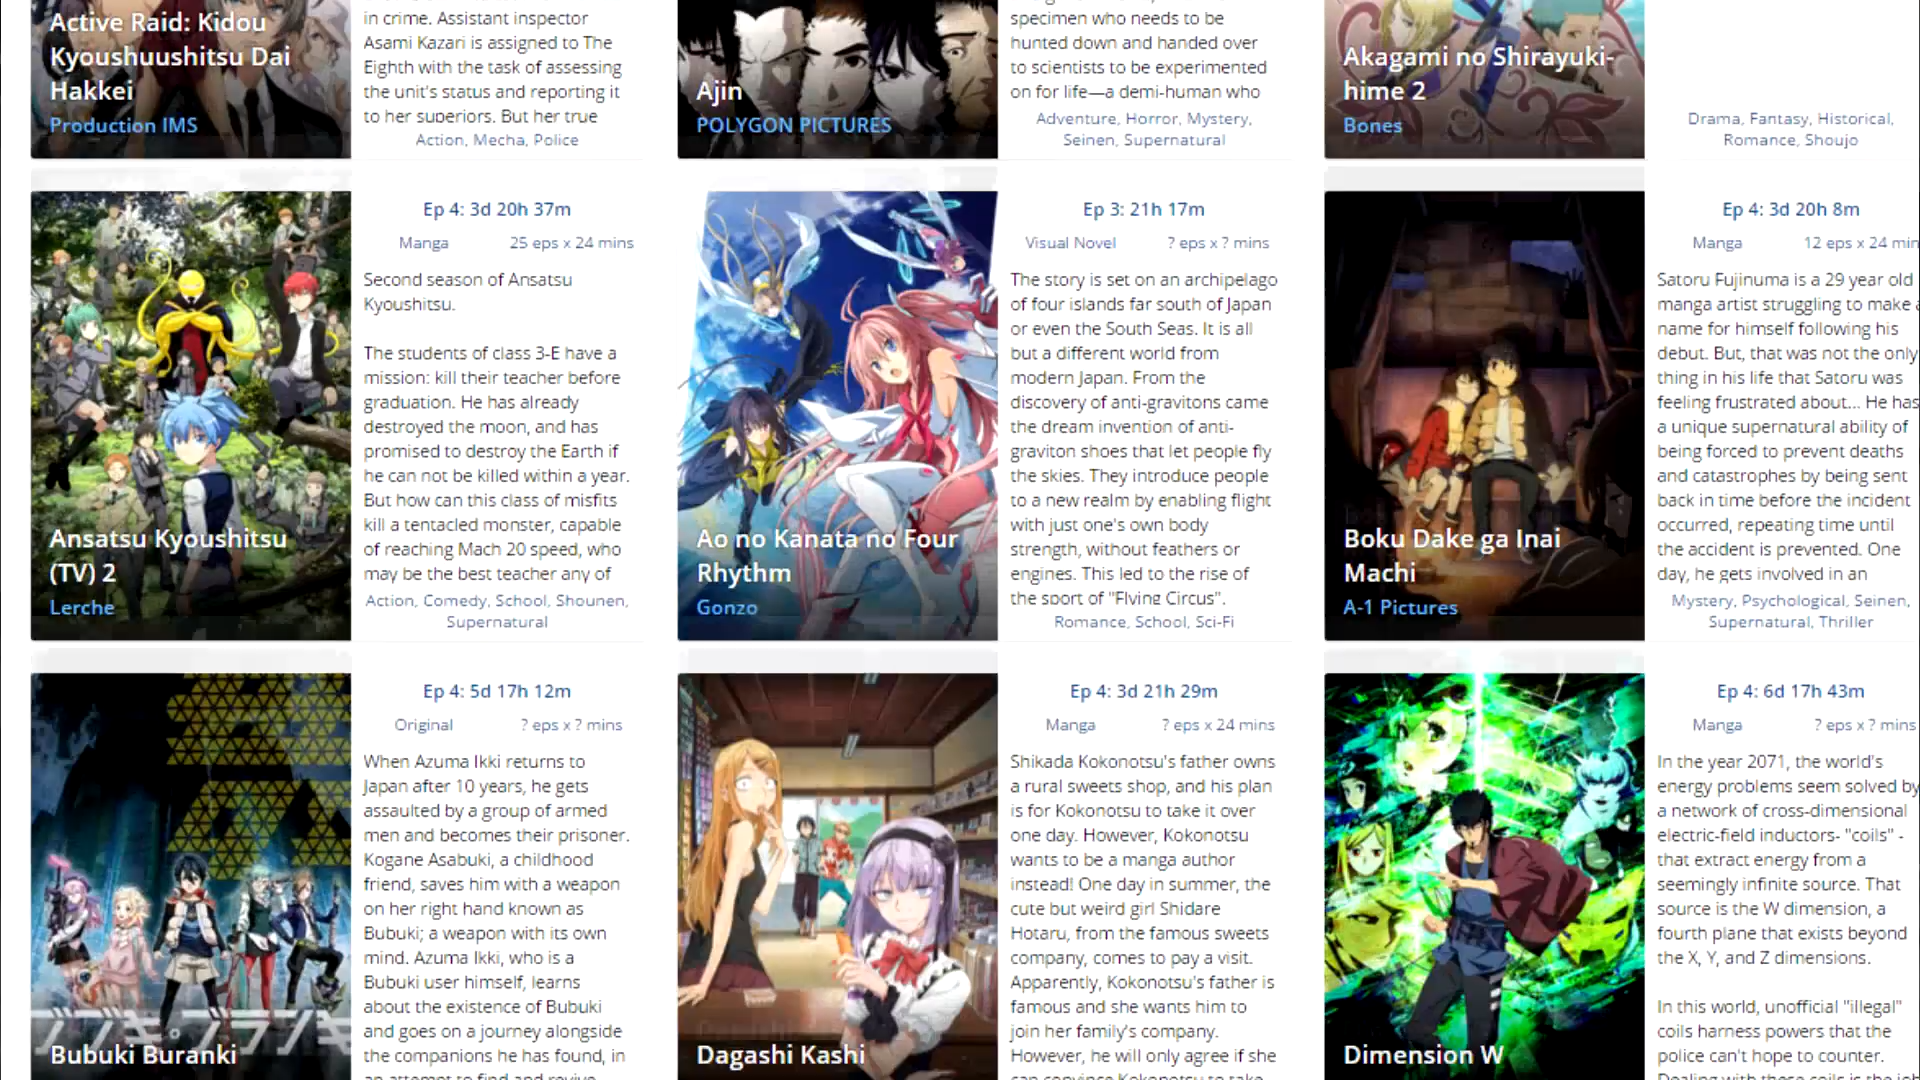 Active Raid: Kidou
Kyoushuushitsu Dai
Hakkei
Production IMS
in crime. Assistant inspector
Asami Kazari is assigned to The
Eighth with the task of assessing
the unit's status and reporting it
to her superiors. But her true
Action, Mecha, Police
Ajin
POLYGON PICTURES
specimen who needs to be
hunted down and handed over
to scientists to be experimented
on for life—a demi-human who
Adventure, Horror, Mystery,
Seinen, Supernatural
Akagami no Shirayuki-
hime 2
Bones
Drama, Fantasy, Historical,
Romance, Shoujo
Ansatsu Kyoushitsu
(TV) 2
Lerche
Ep 4: 3d 20h 37m
Manga 25 eps x 24 mins
Second season of Ansatsu
Kyoushitsu.
The students of class 3-E have a
mission: kill their teacher before
graduation. He has already
destroyed the moon, and has
promised to destroy the Earth if
he can not be killed within a year.
But how can this class of misfits
kill a tentacled monster, capable
of reaching Mach 20 speed, who
may be the best teacher any of
Action, Comedy, School, Shounen,
Supernatural
Ao no Kanata no Four
Rhythm
Gonzo
Ep 3: 21h 17m
Visual Novel ? eps x ? mins
The story is set on an archipelago
of four islands far south of Japan
or even the South Seas. It is all
but a different world from
modern Japan. From the
discovery of anti-gravitons came
the dream invention of anti-
graviton shoes that let people fly
the skies. They introduce people
to a new realm by enabling flight
with just one's own body
strength, without feathers or
engines. This led to the rise of
the sport of "Flying Circus".
Romance, School, Sci-Fi
Boku Dake ga Inai
Machi
A-1 Pictures
Ep 4: 3d 20h 8m
Manga 12 eps x 24 min
Satoru Fujinuma is a 29 year old
manga artist struggling to make a
name for himself following his
debut. But, that was not the only
thing in his life that Satoru was
feeling frustrated about... He has
a unique supernatural ability of
being forced to prevent deaths
and catastrophes by being sent
back in time before the incident
occurred, repeating time until
the accident is prevented. One
day, he gets involved in an
Mystery, Psychological, Seinen,
Supernatural, Thriller
ブブキ・ブランキ
Bubuki Buranki
Ep 4: 5d 17h 12m
Original ? eps x ? mins
When Azuma Ikki returns to
Japan after 10 years, he gets
assaulted by a group of armed
men and becomes their prisoner.
Kogane Asabuki, a childhood
friend, saves him with a weapon
on her right hand known as
Bubuki; a weapon with its own
mind. Azuma Ikki, who is a
Bubuki user himself, learns
about the existence of Bubuki
and goes on a journey alongside
the companions he has found, in
an attempt to find and revive
Dagashi Kashi
Ep 4: 3d 21h 29m
Manga ? eps x 24 mins
Shikada Kokonotsu's father owns
a rural sweets shop, and his plan
is for Kokonotsu to take it over
one day. However, Kokonotsu
wants to be a manga author
instead! One day in summer, the
cute but weird girl Shidare
Hotaru, from the famous sweets
company, comes to pay a visit.
Apparently, Kokonotsu's father is
famous and she wants him to
join her family's company.
However, he will only agree if she
can convince Kokonotsu to take
Dimension W
Ep 4: 6d 17h 43m
Manga ? eps x ? mins
In the year 2071, the world's
energy problems seem solved by
a network of cross-dimensional
electric-field inductors- "coils" -
that extract energy from a
seemingly infinite source. That
source is the W dimension, a
fourth plane that exists beyond
the X, Y, and Z dimensions.
In this world, unofficial "illegal"
coils harness powers that the
police can't hope to counter.
Dealing with these coils is the